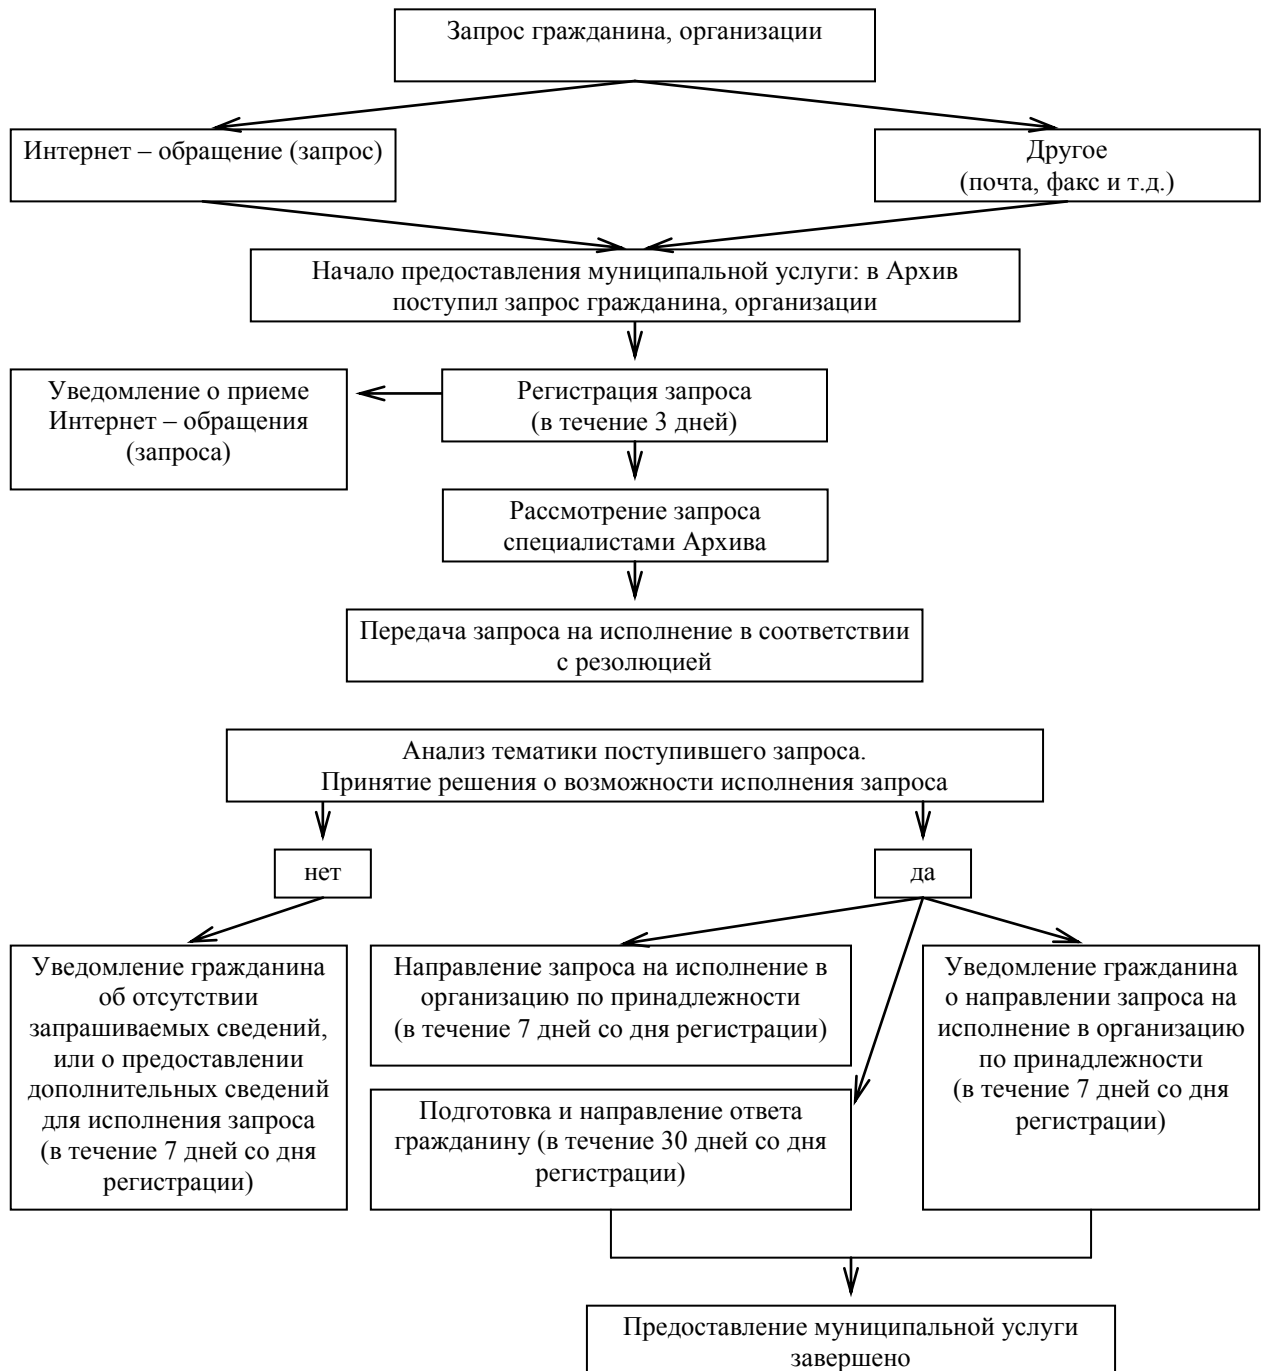 Запрос гражданина, организации
Интернет – обращение (запрос)
Другое
(почта, факс и т.д.)
Начало предоставления муниципальной услуги: в Архив
поступил запрос гражданина, организации
Уведомление о приеме
Интернет – обращения
(запроса)
Регистрация запроса
(в течение 3 дней)
Рассмотрение запроса
специалистами Архива
Передача запроса на исполнение в соответствии
с резолюцией
Анализ тематики поступившего запроса.
Принятие решения о возможности исполнения запроса
нет
да
Уведомление гражданина
об отсутствии
запрашиваемых сведений,
или о предоставлении
дополнительных сведений
для исполнения запроса
(в течение 7 дней со дня
регистрации)
Направление запроса на исполнение в
организацию по принадлежности
(в течение 7 дней со дня регистрации)
Подготовка и направление ответа
гражданину (в течение 30 дней со дня
регистрации)
Уведомление гражданина
о направлении запроса на
исполнение в организацию
по принадлежности
(в течение 7 дней со дня
регистрации)
Предоставление муниципальной услуги
завершено